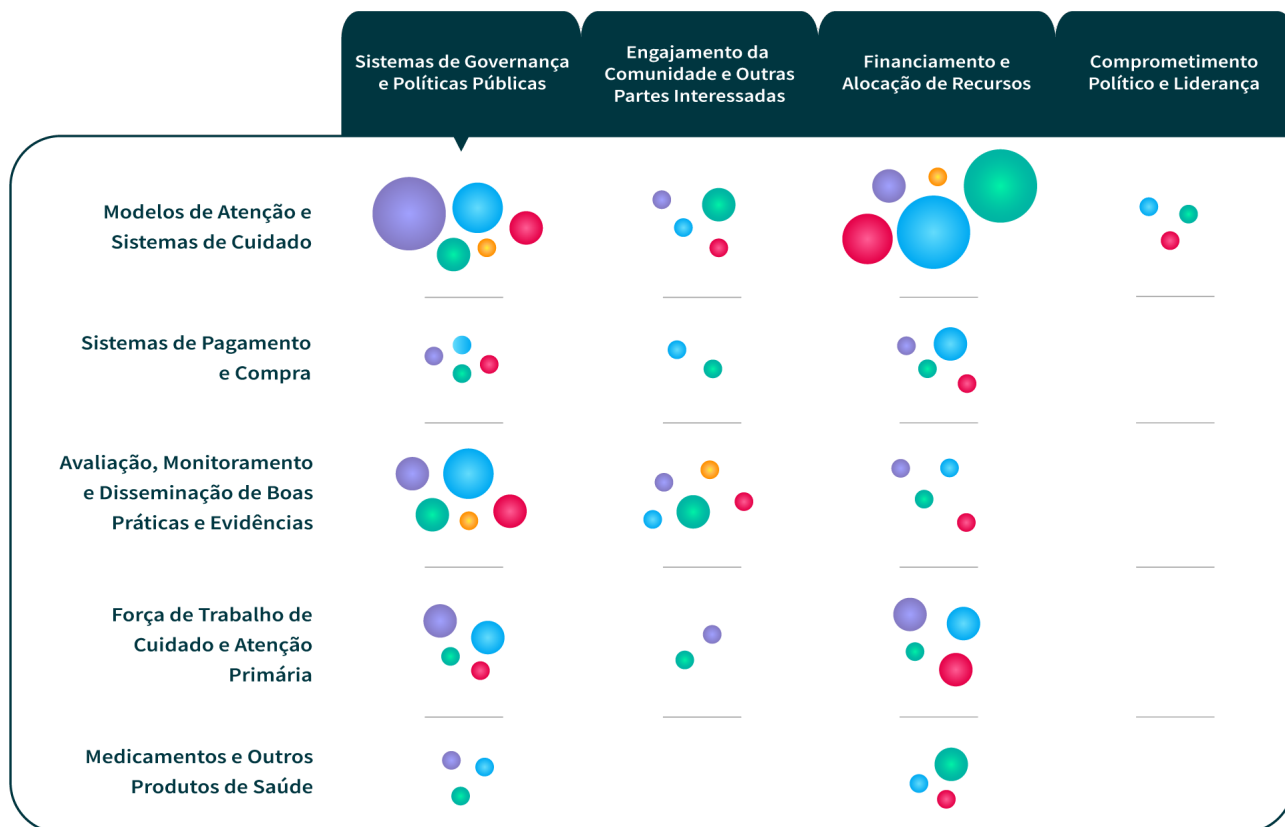 Sistemas de Governança
e Políticas Públicas
Engajamento da
Comunidade e Outras
Partes Interessadas
Financiamento e
Alocação de Recursos
Comprometimento
Político e Liderança
Modelos de Atenção e
Sistemas de Cuidado
Sistemas de Pagamento
e Compra
Avaliação, Monitoramento
e Disseminação de Boas
Práticas e Evidências
Força de Trabalho de
Cuidado e Atenção
Primária
Medicamentos e Outros
Produtos de Saúde